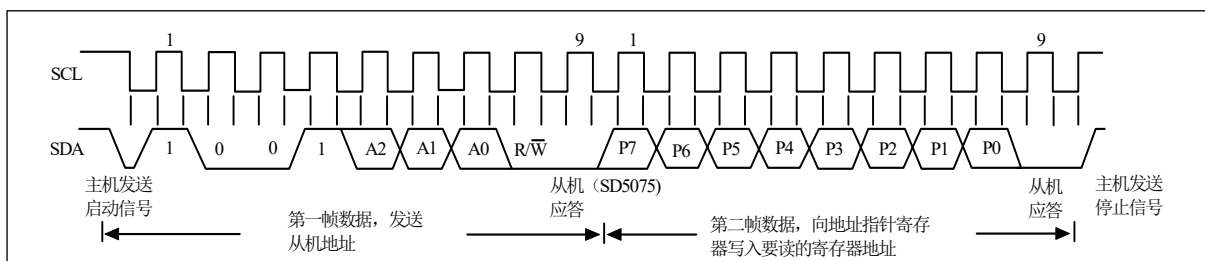 1 9 1 9
SCL
SDA 1 0 0 1 A2 A1 A0 R/W̅ P7 P6 P5 P4 P3 P2 P1 P0
主机发送
启动信号
从机（SD5075)
应答
从机
应答
主机发送
停止信号
第一帧数据，发送
从机地址
第二帧数据，向地址指针寄存
器写入要读的寄存器地址